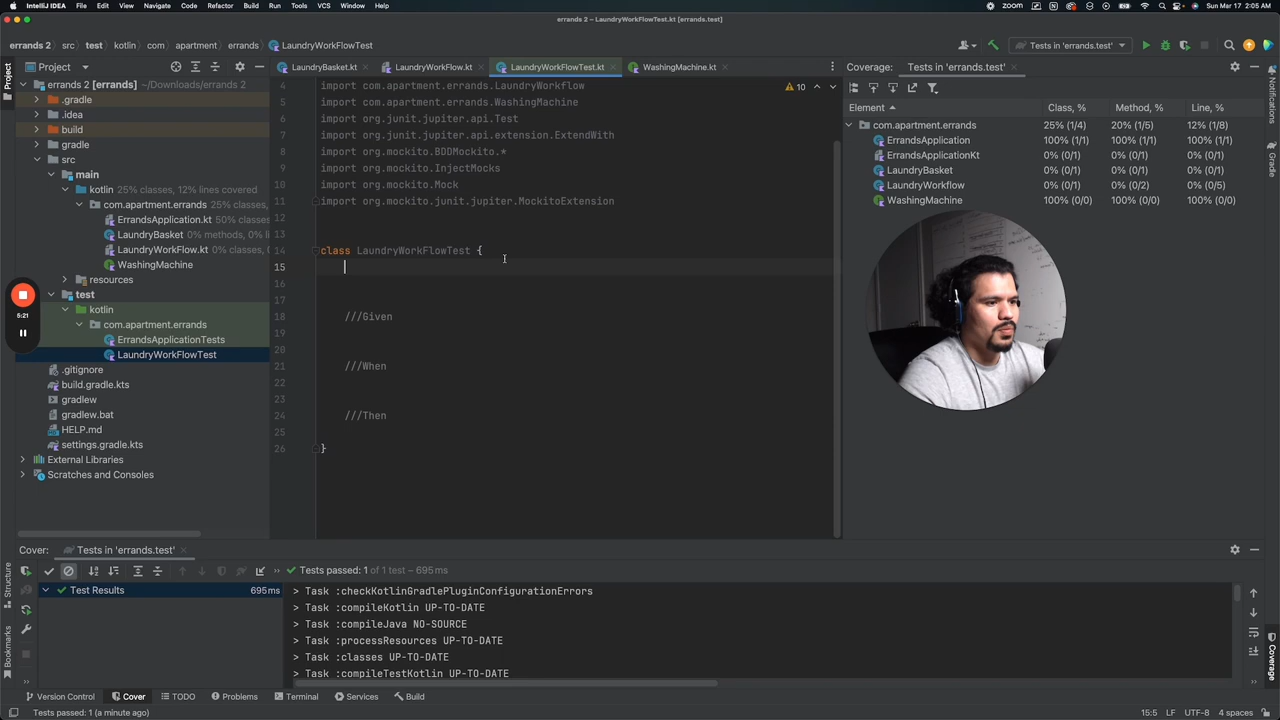 IntelliJ IDEA File Edit View Navigate Code Refactor Build Run Tools VCS Window Help zoom Sun Mar 17 2:05 AM
errands 2 – LaundryWorkFlowTest.kt [errands.test]
errands 2 src test kotlin com apartment errands LaundryWorkFlowTest Tests in 'errands.test'
Project
LaundryBasket.kt LaundryWorkFlow.kt LaundryWorkFlowTest.kt WashingMachine.kt
Coverage: Tests in 'errands.test'
Project
errands 2 [errands] ~/Downloads/errands 2
.gradle
.idea
build
gradle
src
main
kotlin 25% classes, 12% lines covered
com.apartment.errands 25% classes,
ErrandsApplication.kt 50% classes,
LaundryBasket 0% methods, 0% lin
LaundryWorkFlow.kt 0% classes, 0
WashingMachine
resources
test
kotlin
com.apartment.errands
ErrandsApplicationTests
LaundryWorkFlowTest
.gitignore
build.gradle.kts
gradlew
gradlew.bat
HELP.md
settings.gradle.kts
External Libraries
Scratches and Consoles
5:21
4 import com.apartment.errands.LaundryWorkflow
5 import com.apartment.errands.WashingMachine
6 import org.junit.jupiter.api.Test
7 import org.junit.jupiter.api.extension.ExtendWith
8 import org.mockito.BDDMockito.*
9 import org.mockito.InjectMocks
10 import org.mockito.Mock
11 import org.mockito.junit.jupiter.MockitoExtension
12
13
14 class LaundryWorkFlowTest {
15
16
17
18 ///Given
19
20
21 ///When
22
23
24 ///Then
25
26 }
10
Element Class, % Method, % Line, %
com.apartment.errands 25% (1/4) 20% (1/5) 12% (1/8)
ErrandsApplication 100% (1/1) 100% (1/1) 100% (1/1)
ErrandsApplicationKt 0% (0/1) 0% (0/1) 0% (0/1)
LaundryBasket 0% (0/1) 0% (0/1) 0% (0/1)
LaundryWorkflow 0% (0/1) 0% (0/2) 0% (0/5)
WashingMachine 100% (0/0) 100% (0/0) 100% (0/0)
Notifications
Gradle
Cover: Tests in 'errands.test'
Tests passed: 1 of 1 test – 695 ms
Test Results 695 ms
> Task :checkKotlinGradlePluginConfigurationErrors
> Task :compileKotlin UP-TO-DATE
> Task :compileJava NO-SOURCE
> Task :processResources UP-TO-DATE
> Task :classes UP-TO-DATE
> Task :compileTestKotlin UP-TO-DATE
Structure
Bookmarks
Coverage
Version Control Cover TODO Problems Terminal Services Build
Tests passed: 1 (a minute ago) 15:5 LF UTF-8 4 spaces